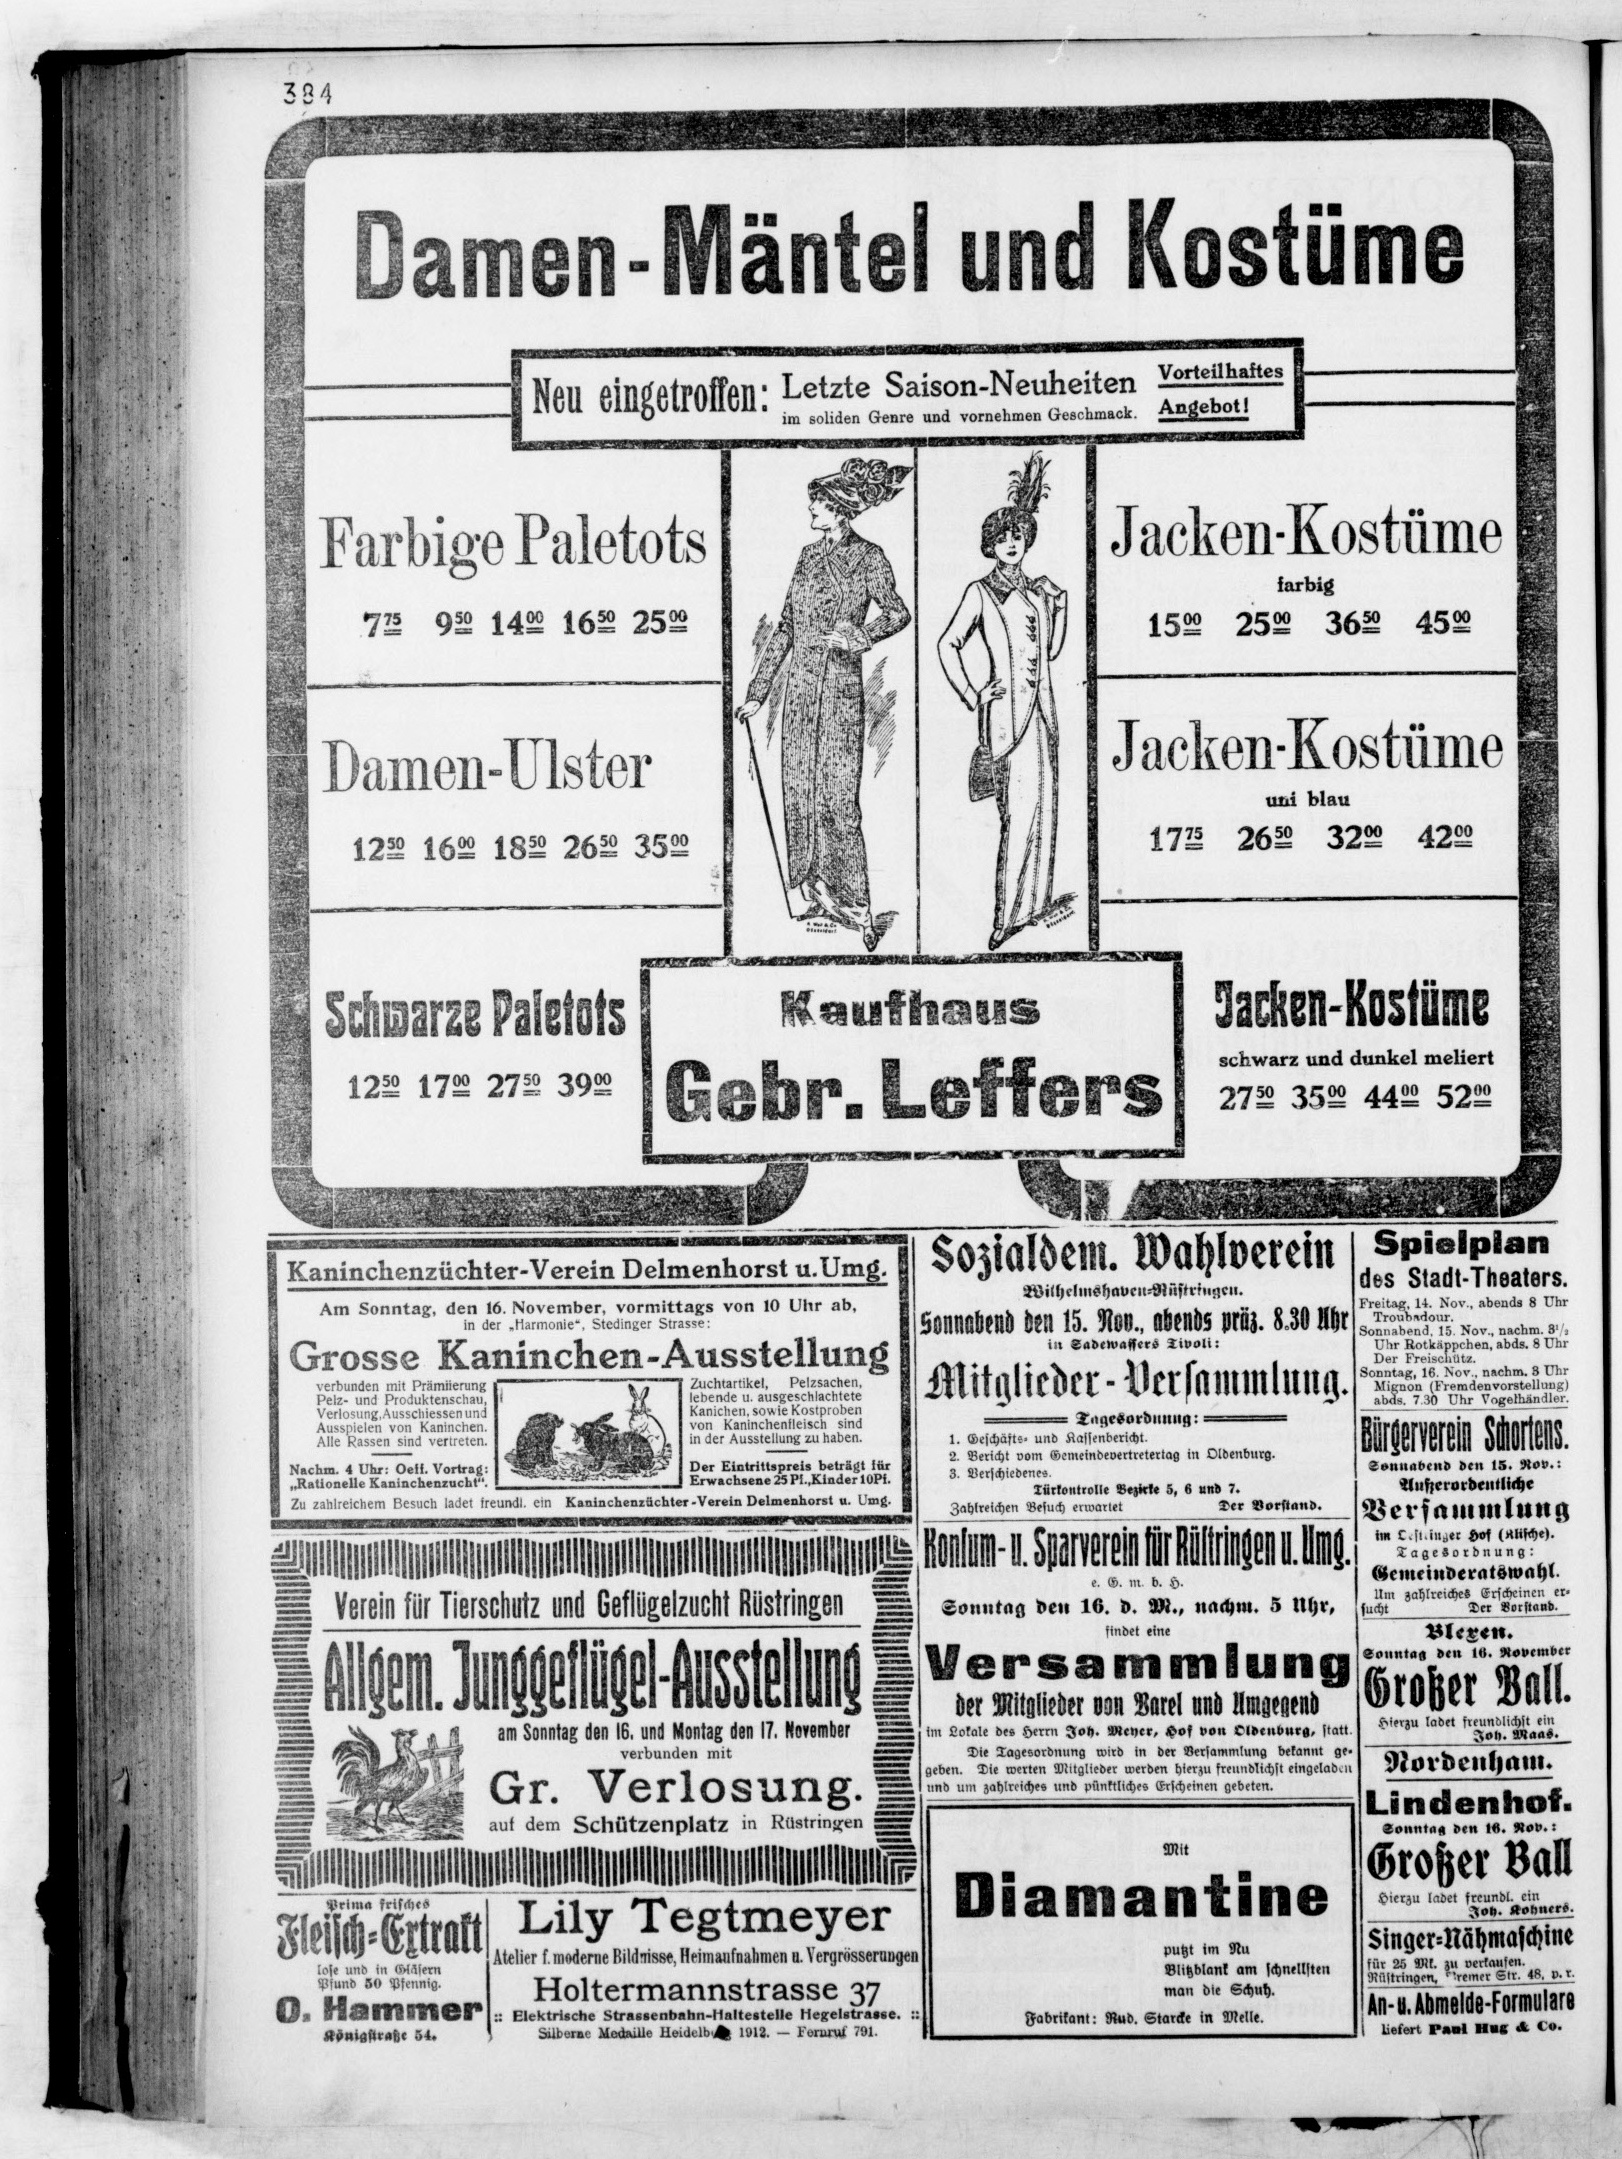 384
Damen-Mäntel und Kostüme
Neu eingetroffen: Letzte Saison-Neuheiten
im soliden Genre und vornehmen Geschmack.
Vorteilhaftes
Angebot!
Farbige Paletots
7 75 9 50 14 00 16 50 25 00
Damen-Ulster
12 50 16 00 18 50 26 50 35 00
Schwarze Paletots
12 50 17 00 27 50 39 00
Jacken-Kostüme
farbig
15 00 25 00 36 50 45 00
Jacken-Kostüme
uni blau
17 75 26 50 32 00 42 00
Jacken-Kostüme
schwarz und dunkel meliert
27 50 35 00 44 00 52 00
Kaufhaus
Gebr. Leffers
Kaninchenzüchter-Verein Delmenhorst u. Umg.
Am Sonntag, den 16. November, vormittags von 10 Uhr ab,
in der „Harmonie“, Stedinger Strasse:
Grosse Kaninchen-Ausstellung
verbunden mit Prämiierung
Pelz- und Produktenschau,
Verlosung, Ausschiessen und
Ausspielen von Kaninchen.
Alle Rassen sind vertreten.
Nachm. 4 Uhr: Oeff. Vortrag:
„Rationelle Kaninchenzucht“.
Zuchtartikel, Pelzsachen,
lebende u. ausgeschlachtete
Kanichen, sowie Kostproben
von Kaninchenfleisch sind
in der Ausstellung zu haben.
Der Eintrittspreis beträgt für
Erwachsene 25 Pf., Kinder 10 Pf.
Zu zahlreichem Besuch ladet freundl. ein Kaninchenzüchter-Verein Delmenhorst u. Umg.
Verein für Tierschutz und Geflügelzucht Rüstringen
Allgem. Junggeflügel-Ausstellung
am Sonntag den 16. und Montag den 17. November
verbunden mit
Gr. Verlosung.
auf dem Schützenplatz in Rüstringen
Prima frisches
Fleisch-Extrakt
lose und in Gläsern
Pfund 50 Pfennig.
O. Hammer
Königstraße 54.
Lily Tegtmeyer
Atelier f. moderne Bildnisse, Heimaufnahmen u. Vergrösserungen
Holtermannstrasse 37
:: Elektrische Strassenbahn-Haltestelle Hegelstrasse. ::
Silberne Medaille Heidelb 1912. — Fernruf 791.
Sozialdem. Wahlverein
Wilhelmshaven-Rüstringen.
Sonnabend den 15. Nov., abends präz. 8.30 Uhr
in Sadewassers Tivoli:
Mitglieder-Versammlung.
Tagesordnung:
1. Geschäfts- und Kassenbericht.
2. Bericht vom Gemeindevertretertag in Oldenburg.
3. Verschiedenes.
Türkontrolle Bezirke 5, 6 und 7.
Zahlreichen Besuch erwartet Der Vorstand.
Konsum- u. Sparverein für Rüstringen u. Umg.
e. G. m. b. H.
Sonntag den 16. d. M., nachm. 5 Uhr,
findet eine
Versammlung
der Mitglieder von Varel und Umgegend
im Lokale des Herrn Joh. Meyer, Hof von Oldenburg, statt.
Die Tagesordnung wird in der Versammlung bekannt ge-
geben. Die werten Mitglieder werden hierzu freundlichst eingeladen
und um zahlreiches und pünktliches Erscheinen gebeten.
Mit
Diamantine
putzt im Nu
Blitzblank am schnellsten
man die Schuh.
Fabrikant: Rud. Starcke in Melle.
Spielplan
des Stadt-Theaters.
Freitag, 14. Nov., abends 8 Uhr
Troubadour.
Sonnabend, 15. Nov., nachm. 3½
Uhr Rotkäppchen, abds. 8 Uhr
Der Freischütz.
Sonntag, 16. Nov., nachm. 3 Uhr
Mignon (Fremdenvorstellung)
abds. 7.30 Uhr Vogelhändler.
Bürgerverein Schortens.
Sonnabend den 15. Nov.:
Außerordentliche
Versammlung
im Hof (Klische).
Tagesordnung:
Gemeinderatswahl.
Um zahlreiches Erscheinen er-
sucht Der Vorstand.
Blexen.
Sonntag den 16. November
Großer Ball.
Hierzu ladet freundlichst ein
Joh. Maas.
Nordenham.
Lindenhof.
Sonntag den 16. Nov.:
Großer Ball
Hierzu ladet freundl. ein
Joh. Kohners.
Singer-Nähmaschine
für 25 Mk. zu verkaufen.
Rüstringen, Bremer Str. 48, p. r.
An- u. Abmelde-Formulare
liefert Paul Hug & Co.